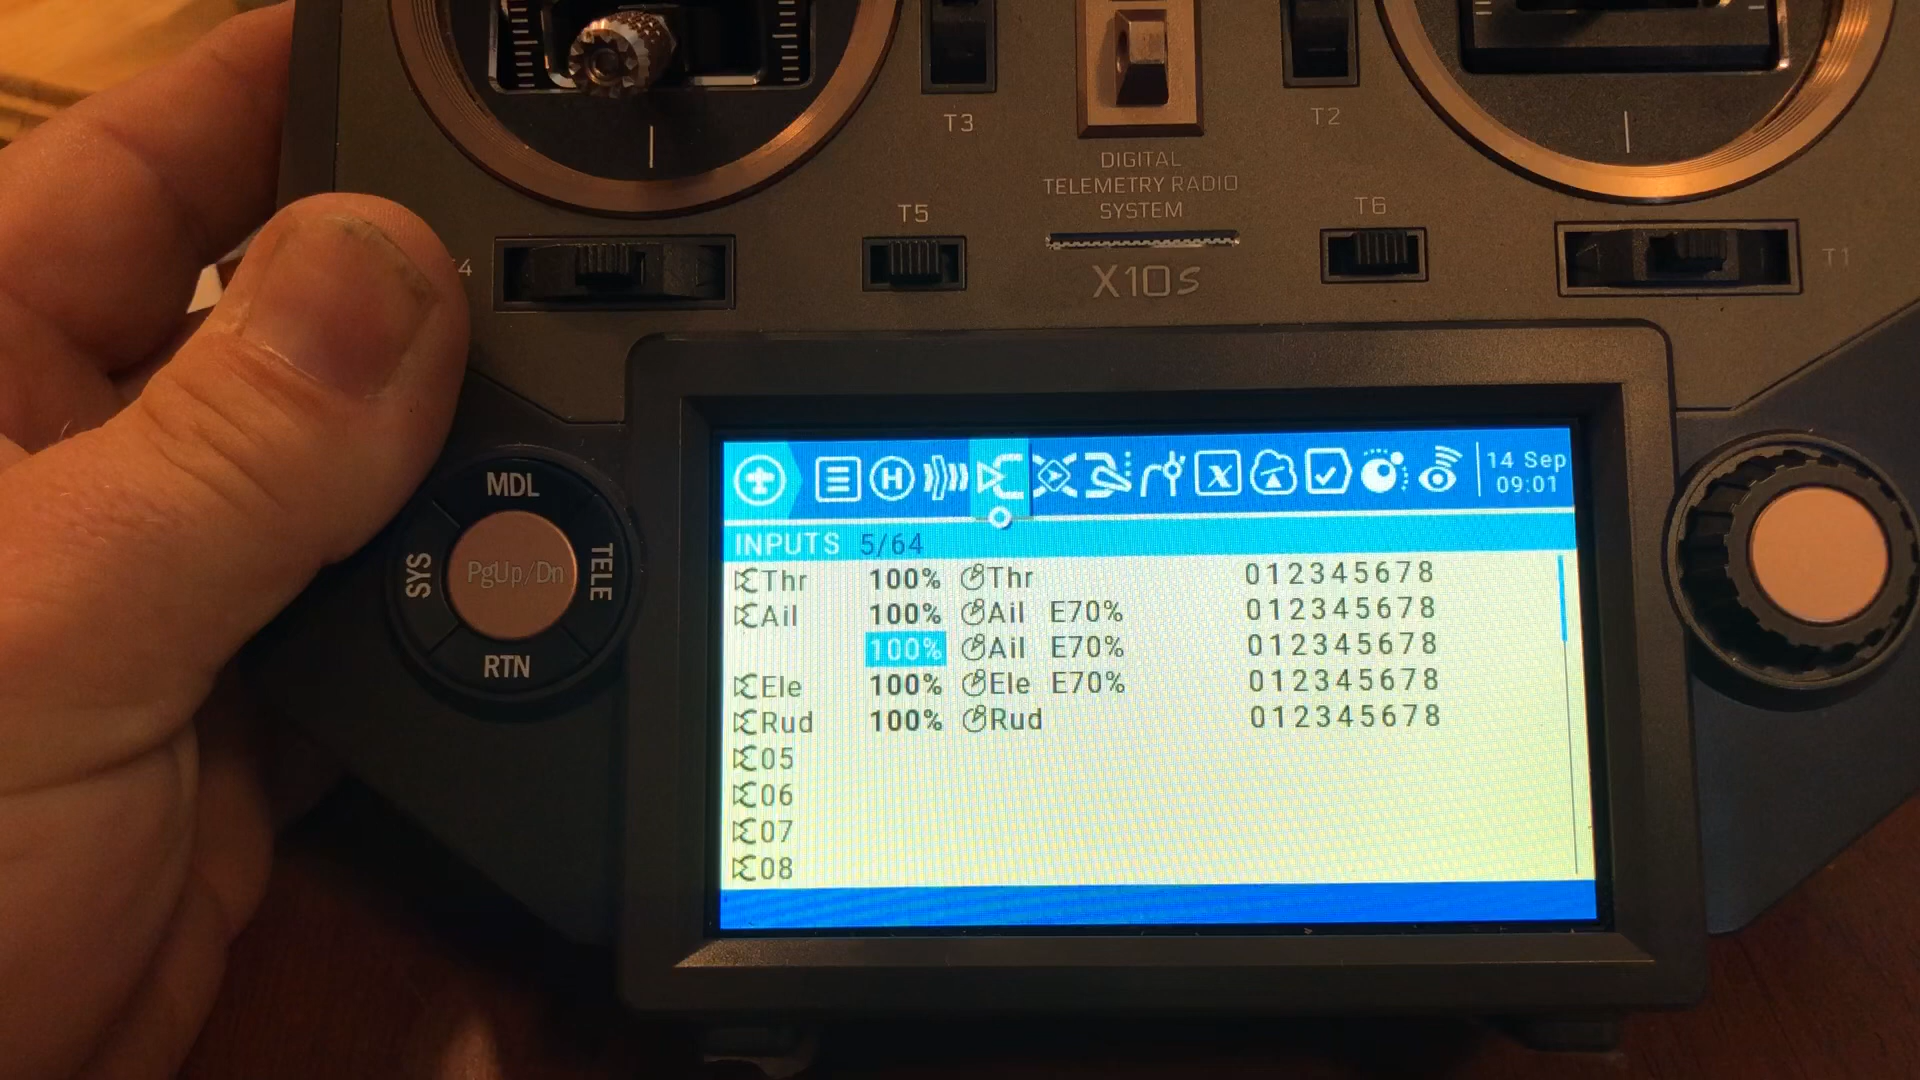 T3
T2
DIGITAL
TELEMETRY RADIO
SYSTEM
T5
T6
4
T1
X10S
MDL
SYS
PgUp/Dn
TELE
RTN
H
X
14 Sep
09:01
INPUTS 5/64
Thr 100% Thr 012345678
Ail 100% Ail E70% 012345678
100% Ail E70% 012345678
Ele 100% Ele E70% 012345678
Rud 100% Rud 012345678
05
06
07
08